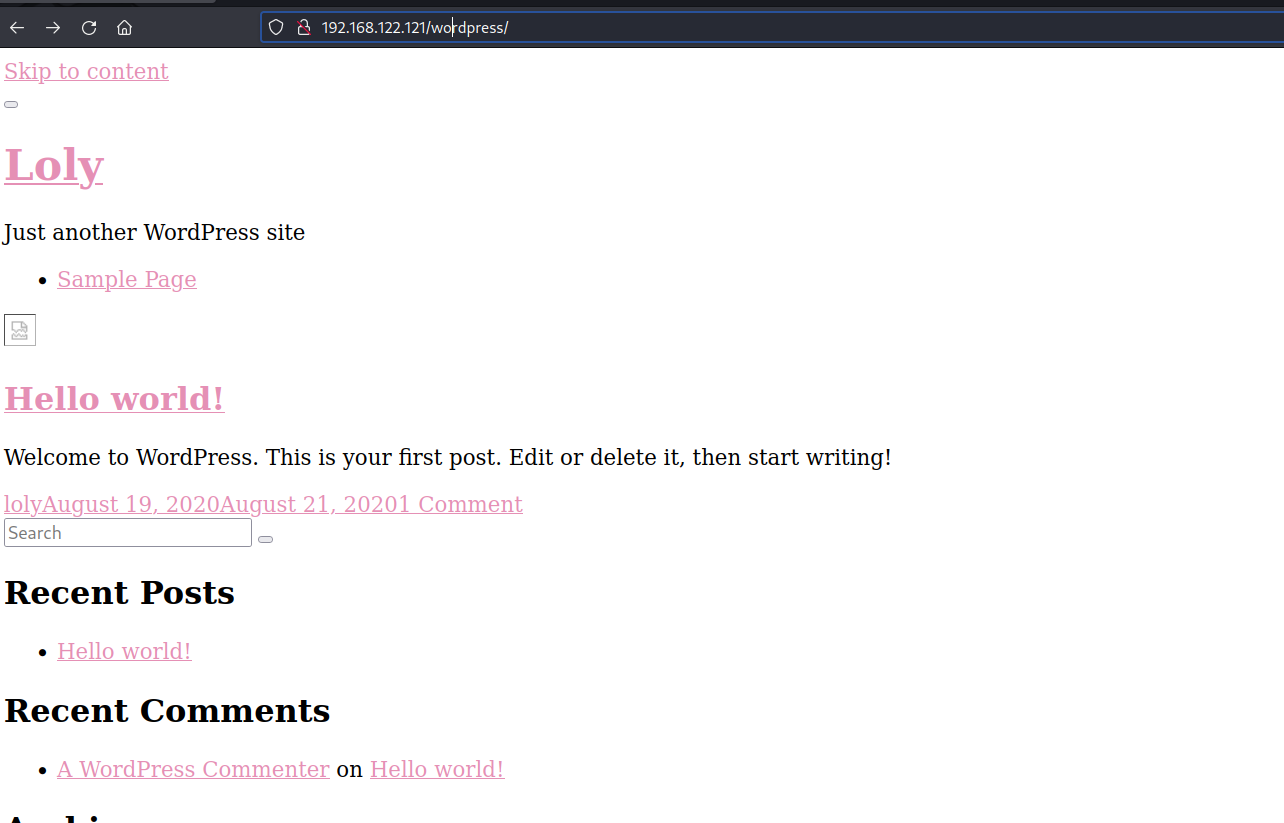 192.168.122.121/wordpress/
Skip to content
Loly
Just another WordPress site
Sample Page
Hello world!
Welcome to WordPress. This is your first post. Edit or delete it, then start writing!
lolyAugust 19, 2020August 21, 20201 Comment
Search
Recent Posts
Hello world!
Recent Comments
A WordPress Commenter on Hello world!